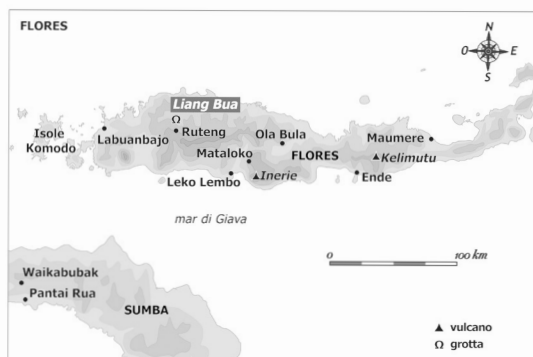 FLORES
N
O
E
S
Liang Bua
Isole
Komodo
Labuanbajo
Ruteng
Ola Bula
Maumere
Mataloko
FLORES
Kelimutu
Leko Lembo
Inerie
Ende
mar di Giava
0
100 km
Waikabubak
Pantai Rua
SUMBA
vulcano
grotta